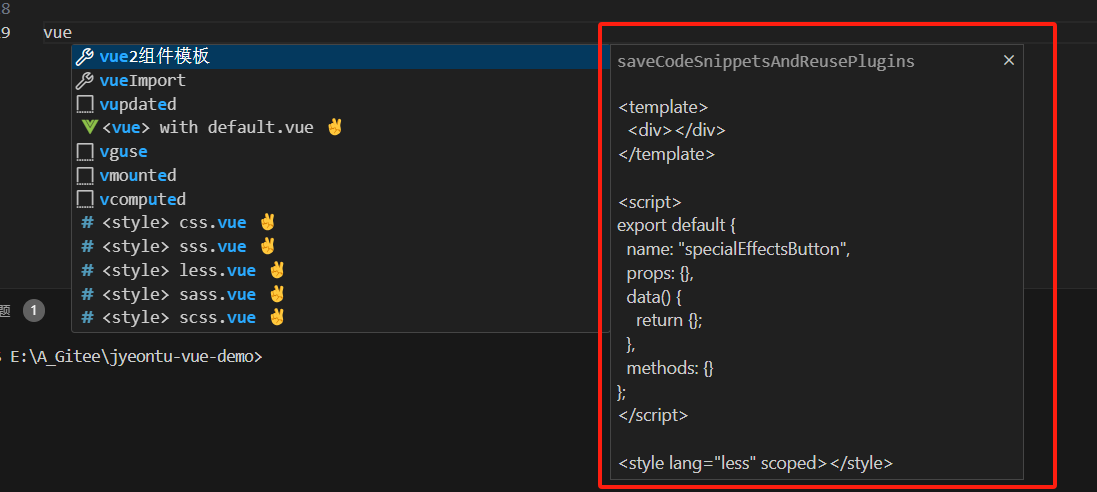 8
9 vue
vue2组件模板
vueImport
vupdated
<vue> with default.vue ✌
vguse
vmounted
vcomputed
# <style> css.vue ✌
# <style> sss.vue ✌
# <style> less.vue ✌
# <style> sass.vue ✌
# <style> scss.vue ✌
题 1
E:\A_Gitee\jyeontu-vue-demo>
saveCodeSnippetsAndReusePlugins ×
<template>
  <div></div>
</template>
<script>
export default {
  name: "specialEffectsButton",
  props: {},
  data() {
    return {};
  },
  methods: {}
};
</script>
<style lang="less" scoped></style>